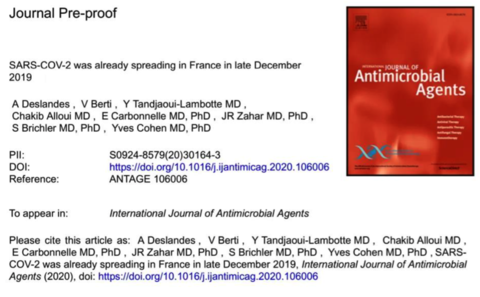 Journal Pre-proof
SARS-COV-2 was already spreading in France in late December
2019
A Deslandes , V Berti , Y Tandjaoui-Lambotte MD ,
Chakib Alloui MD , E Carbonnelle MD, PhD , JR Zahar MD, PhD ,
S Brichler MD, PhD , Yves Cohen MD, PhD
PII: S0924-8579(20)30164-3
DOI: https://doi.org/10.1016/j.ijantimicag.2020.106006
Reference: ANTAGE 106006
To appear in: International Journal of Antimicrobial Agents
Please cite this article as: A Deslandes , V Berti , Y Tandjaoui-Lambotte MD , Chakib Alloui MD ,
E Carbonnelle MD, PhD , JR Zahar MD, PhD , S Brichler MD, PhD , Yves Cohen MD, PhD , SARS-
COV-2 was already spreading in France in late December 2019, International Journal of Antimicrobial
Agents (2020), doi: https://doi.org/10.1016/j.ijantimicag.2020.106006
INTERNATIONAL JOURNAL OF
Antimicrobial
Agents